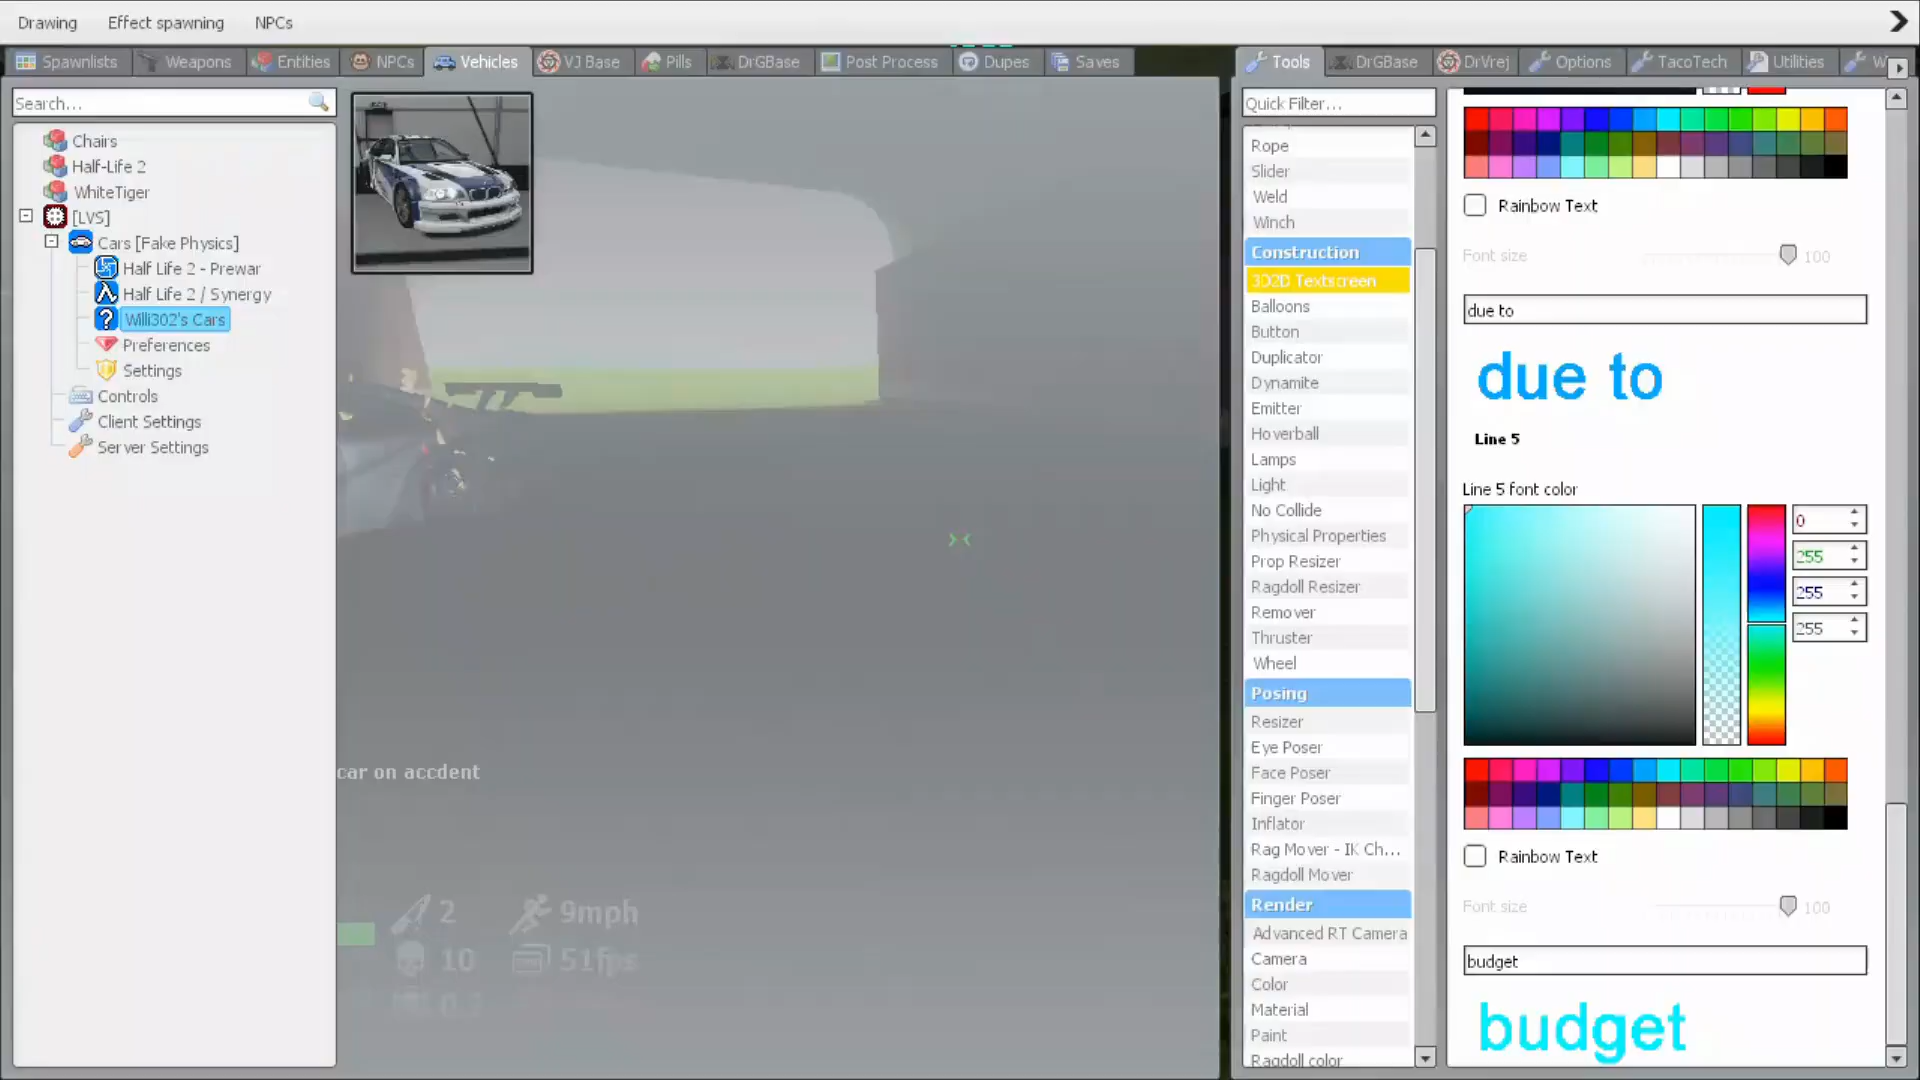 Drawing Effect spawning NPCs
Spawnlists Weapons Entities NPCs Vehicles VJ Base Pills DrGBase Post Process Dupes Saves
Tools DrGBase DrVrej Options TacoTech Utilities W
Search...
Chairs
Half-Life 2
WhiteTiger
[LVS]
Cars [Fake Physics]
Half Life 2 - Prewar
Half Life 2 / Synergy
Willi302's Cars
Preferences
Settings
Controls
Client Settings
Server Settings
car on accdent
2 9mph
10 51fps
Quick Filter...
Rope
Slider
Weld
Winch
Construction
3D2D Textscreen
Balloons
Button
Duplicator
Dynamite
Emitter
Hoverball
Lamps
Light
No Collide
Physical Properties
Prop Resizer
Ragdoll Resizer
Remover
Thruster
Wheel
Posing
Resizer
Eye Poser
Face Poser
Finger Poser
Inflator
Rag Mover - IK Ch...
Ragdoll Mover
Render
Advanced RT Camera
Camera
Color
Material
Paint
Ragdoll color
Rainbow Text
Font size 100
due to
due to
Line 5
Line 5 font color
0
255
255
255
Rainbow Text
Font size 100
budget
budget